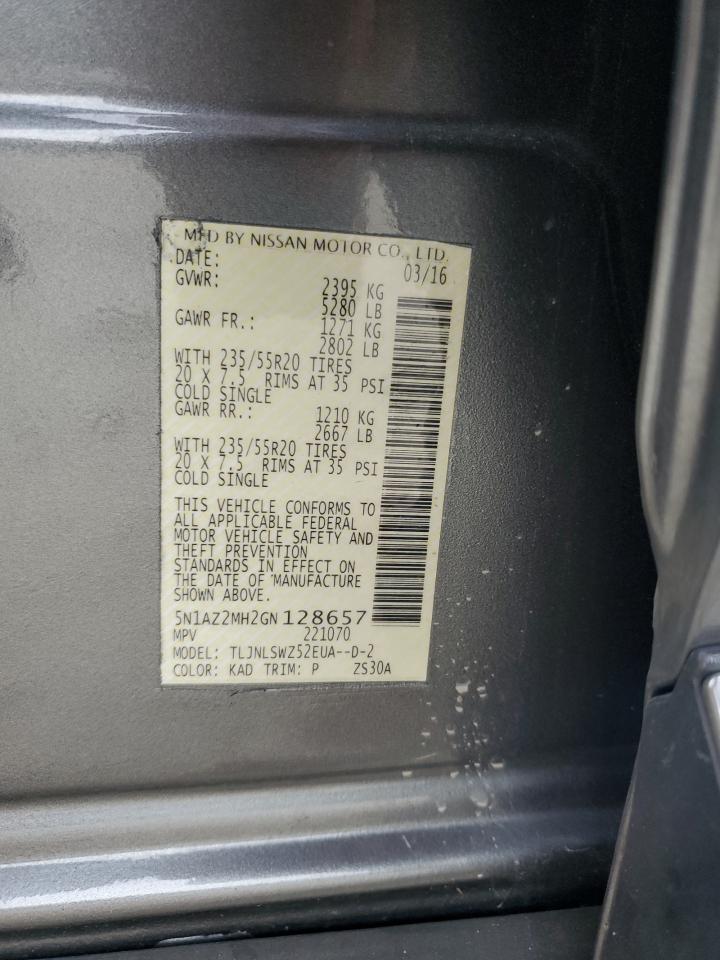 MFD BY NISSAN MOTOR CO., LTD.
DATE: 03/16
GVWR: 2395 KG
5280 LB
GAWR FR.: 1271 KG
2802 LB
WITH 235/55R20 TIRES
20 X 7.5 RIMS AT 35 PSI
COLD SINGLE
GAWR RR.: 1210 KG
2667 LB
WITH 235/55R20 TIRES
20 X 7.5 RIMS AT 35 PSI
COLD SINGLE
THIS VEHICLE CONFORMS TO
ALL APPLICABLE FEDERAL
MOTOR VEHICLE SAFETY AND
THEFT PREVENTION
STANDARDS IN EFFECT ON
THE DATE OF MANUFACTURE
SHOWN ABOVE.
5N1AZ2MH2GN128657
MPV 221070
MODEL: TLJNLSWZ52EUA--D-2
COLOR: KAD TRIM: P ZS30A